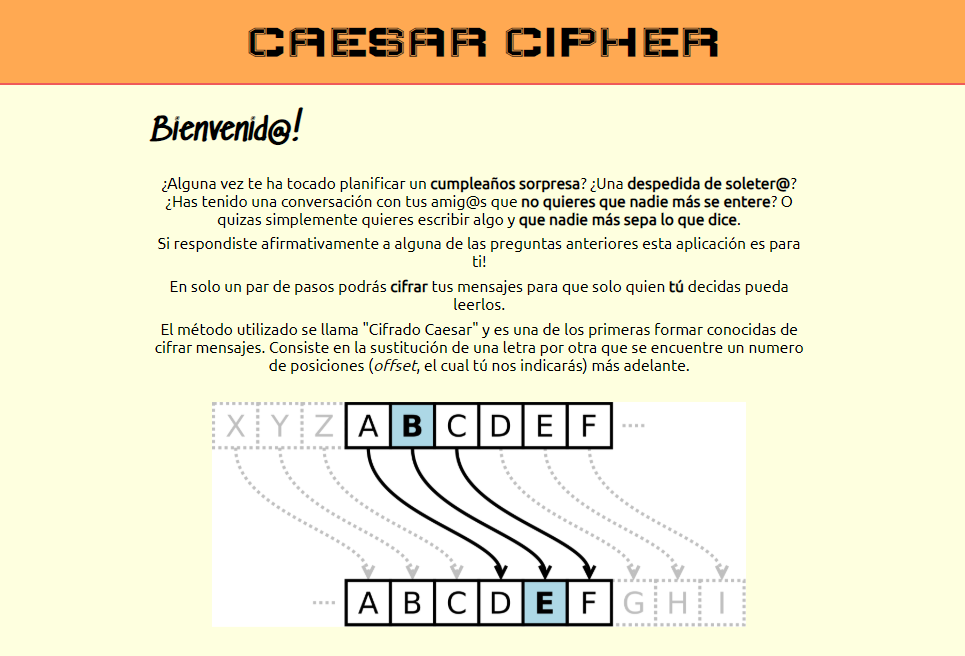 CAESAR CIPHER
Bienvenid@!
¿Alguna vez te ha tocado planificar un cumpleaños sorpresa? ¿Una despedida de soleter@?
¿Has tenido una conversación con tus amig@s que no quieres que nadie más se entere? O
quizas simplemente quieres escribir algo y que nadie más sepa lo que dice.
Si respondiste afirmativamente a alguna de las preguntas anteriores esta aplicación es para
ti!
En solo un par de pasos podrás cifrar tus mensajes para que solo quien tú decidas pueda
leerlos.
El método utilizado se llama "Cifrado Caesar" y es una de los primeras formar conocidas de
cifrar mensajes. Consiste en la sustitución de una letra por otra que se encuentre un numero
de posiciones (offset, el cual tú nos indicarás) más adelante.
X Y Z A B C D E F ....
.... A B C D E F G H I